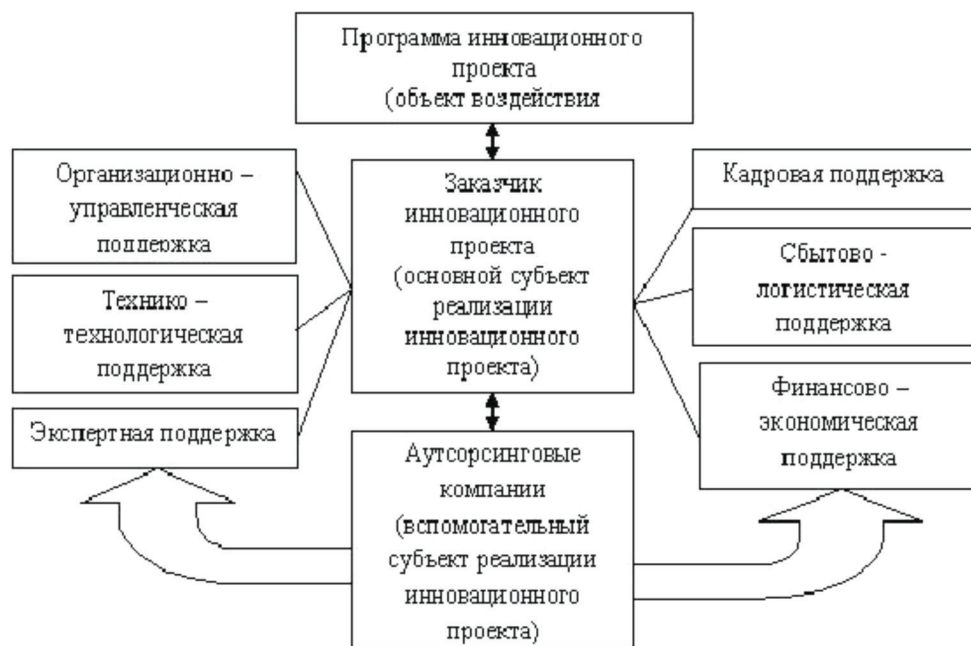 Программа инновационного
проекта
(объект воздействия
Организационно –
управленческая
поддержка
Технико –
технологическая
поддержка
Экспертная поддержка
Заказчик
инновационного
проекта
(основной субъект
реализации
инновационного
проекта)
Кадровая поддержка
Сбытово -
логистическая
поддержка
Финансово –
экономическая
поддержка
Аутсорсинговые
компании
(вспомогательный
субъект реализации
инновационного
проекта)